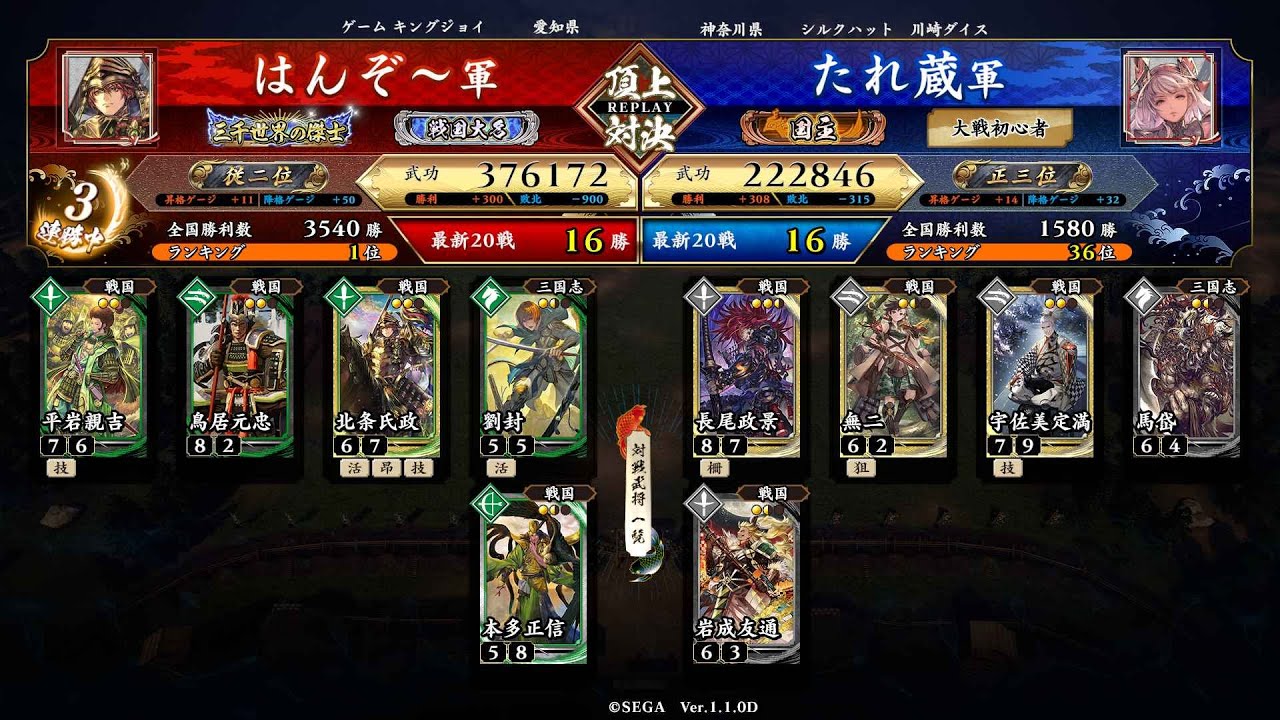 ゲーム キングジョイ 愛知県
神奈川県 シルクハット 川崎ダイス
はんぞ～軍
頂上
REPLAY
対決
たれ蔵軍
三千世界の傑士
戦国大名
国主
大戦初心者
3
連勝中
従二位
昇格ゲージ +11 降格ゲージ +50
武功 376172
勝利 +300 敗北 -900
武功 222846
勝利 +308 敗北 -315
正三位
昇格ゲージ +14 降格ゲージ +32
全国勝利数 3540勝
ランキング 1位
最新20戦 16勝
最新20戦 16勝
全国勝利数 1580勝
ランキング 36位
戦国
平岩親吉
7 6
技
戦国
鳥居元忠
8 2
戦国
北条氏政
6 7
活 昂 技
三国志
劉封
5 5
活
戦国
本多正信
5 8
対戦武将一覧
戦国
長尾政景
8 7
柵
戦国
無二
6 2
狙
戦国
宇佐美定満
7 9
技
三国志
馬岱
6 4
戦国
岩成友通
6 3
©SEGA Ver.1.1.0D